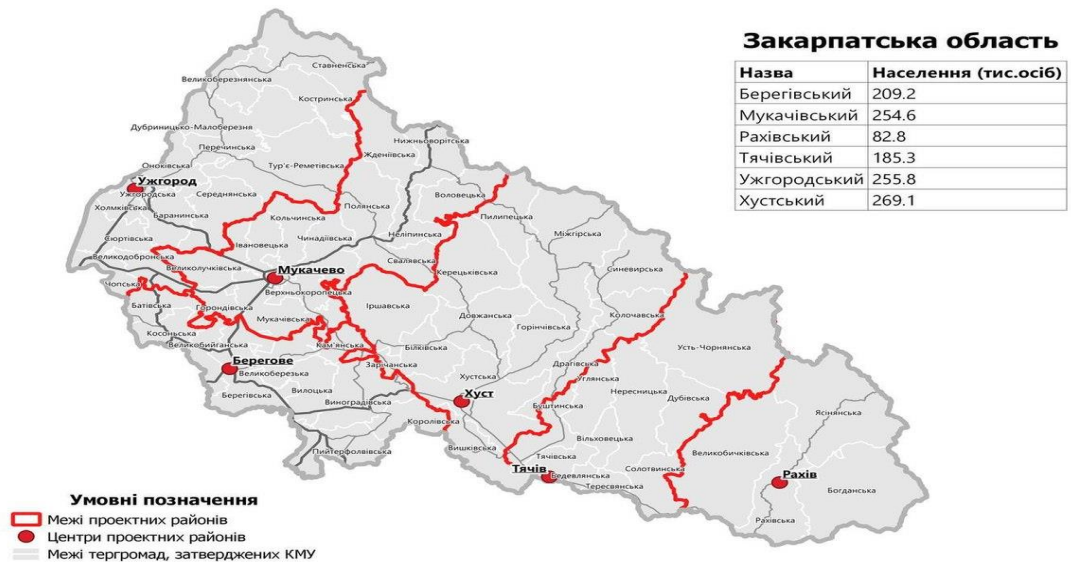 Закарпатська область
Назва Населення (тис.осіб)
Берегівський 209.2
Мукачівський 254.6
Рахівський 82.8
Тячівський 185.3
Ужгородський 255.8
Хустський 269.1
Ставненська
Великоберезнянська
Костринська
Дубриницько-Малоберезня
Нижньоворітська
Перечинська
Жденіївська
Оноківська
Тур'є-Реметівська
Ужгород
Ужгородська
Середнянська
Воловецька
Холмківська
Баранинська
Кольчинська
Полянська
Пилипецька
Сюртівська
Івановецька
Чинадіївська
Неліпинська
Міжгірська
Великодобронська
Свалявська
Великолучківська
Мукачево
Керецьківська
Синевирська
Чопська
Верхньокоропецька
Батівська
Горондівська
Іршавська
Мукачівська
Довжанська
Колочавська
Косоньська
Горінчівська
Великобийганська
Кам'янська
Білківська
Усть-Чорнянська
Берегове
Зарічанська
Драгівська
Великоберезька
Хустська
Углянська
Берегівська
Вилоцька
Нересницька
Дубівська
Виноградівська
Хуст
Буштинська
Ясінянська
Королівська
Вільховецька
Пийтерфолвівська
Вишківська
Тячівська
Великобичківська
Тячів
Солотвинська
Бедевлянська
Рахів
Тересвянська
Богданська
Рахівська
Умовні позначення
Межі проектних районів
Центри проектних районів
Межі тергромад, затверджених КМУ